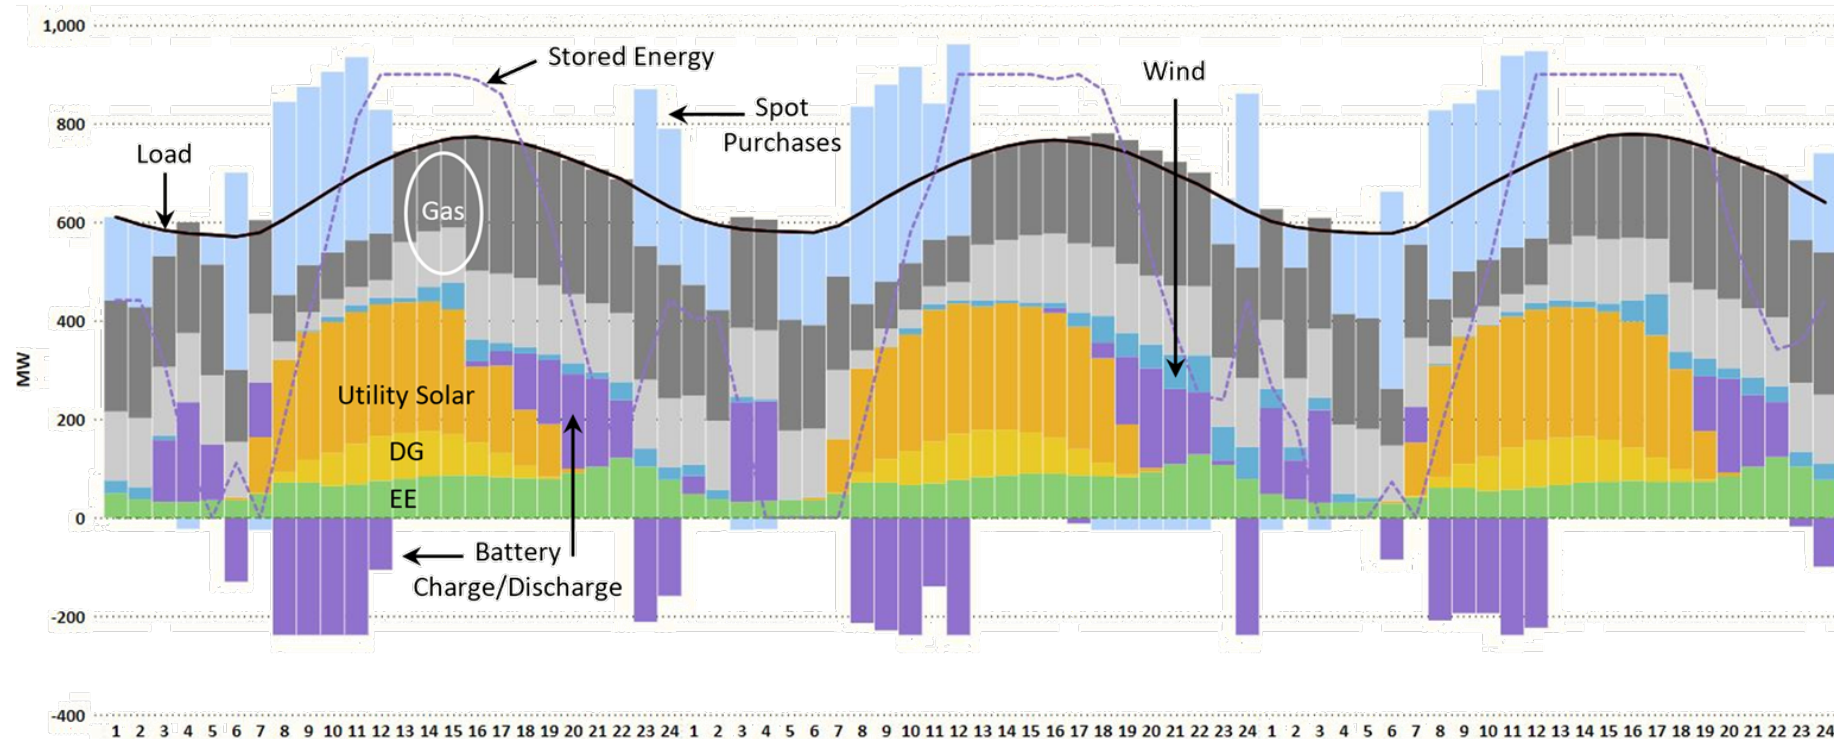 1,000
Stored Energy
Wind
800
Spot
Purchases
Load
600
Gas
400
MW
Utility Solar
200
DG
EE
0
Battery
Charge/Discharge
-200
-400
1 2 3 4 5 6 7 8 9 10 11 12 13 14 15 16 17 18 19 20 21 22 23 24 1 2 3 4 5 6 7 8 9 10 11 12 13 14 15 16 17 18 19 20 21 22 23 24 1 2 3 4 5 6 7 8 9 10 11 12 13 14 15 16 17 18 19 20 21 22 23 24